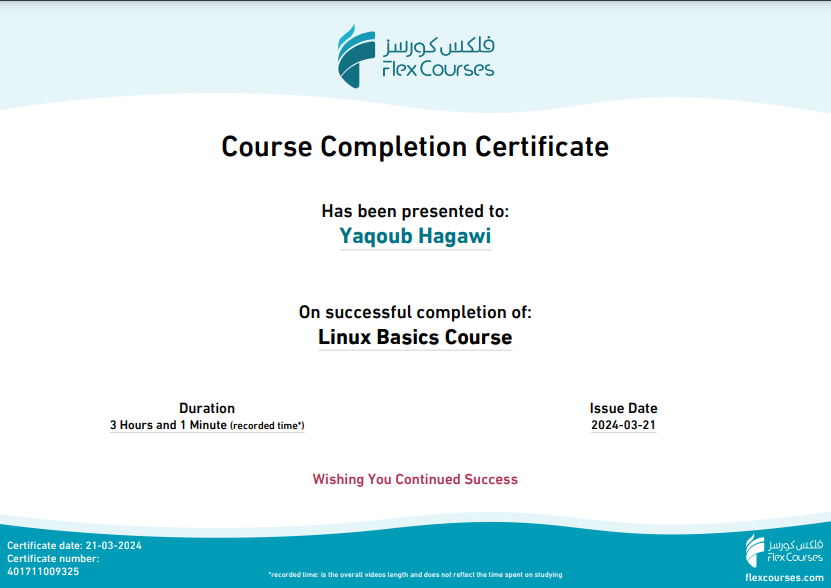 فلكس كورسز
Flex Courses
Course Completion Certificate
Has been presented to:
Yaqoub Hagawi
On successful completion of:
Linux Basics Course
Duration
3 Hours and 1 Minute (recorded time*)
Issue Date
2024-03-21
Wishing You Continued Success
Certificate date: 21-03-2024
Certificate number:
401711009325
*recorded time: is the overall videos length and does not reflect the time spent on studying
فلكس كورسز
Flex Courses
flexcourses.com